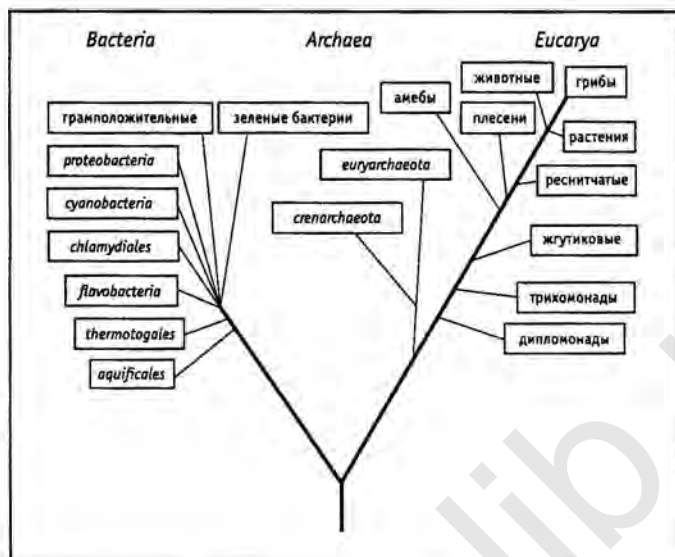 Bacteria
Archaea
Eucarya
грамположительные
зеленые бактерии
proteobacteria
cyanobacteria
chlamydiales
flavobacteria
thermotogales
aquificales
euryarchaeota
crenarchaeota
животные
грибы
амебы
плесени
растения
реснитчатые
жгутиковые
трихомонады
дипломонады
lib